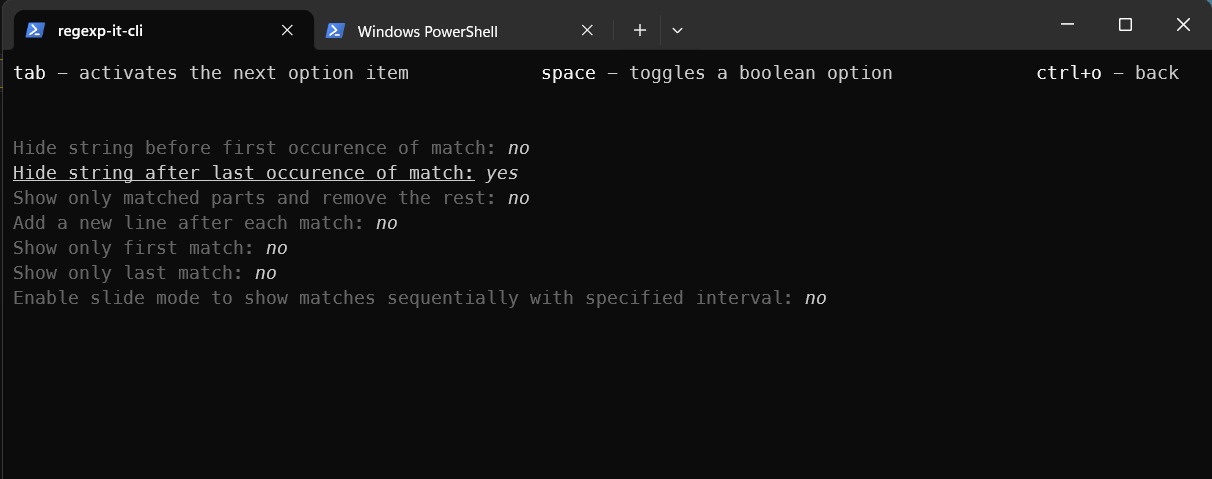 regexp-it-cli Windows PowerShell
tab – activates the next option item space – toggles a boolean option ctrl+o – back
Hide string before first occurence of match: no
Hide string after last occurence of match: yes
Show only matched parts and remove the rest: no
Add a new line after each match: no
Show only first match: no
Show only last match: no
Enable slide mode to show matches sequentially with specified interval: no